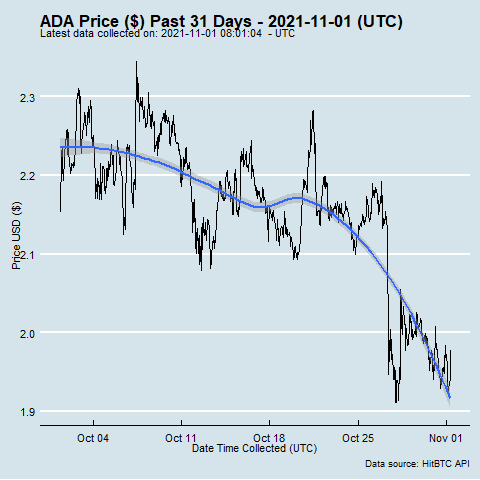 ADA Price ($) Past 31 Days - 2021-11-01 (UTC)
Latest data collected on: 2021-11-01 08:01:04 - UTC
2.3
2.2
2.1
2.0
1.9
Price USD ($)
Oct 04 Oct 11 Oct 18 Oct 25 Nov 01
Date Time Collected (UTC)
Data source: HitBTC API